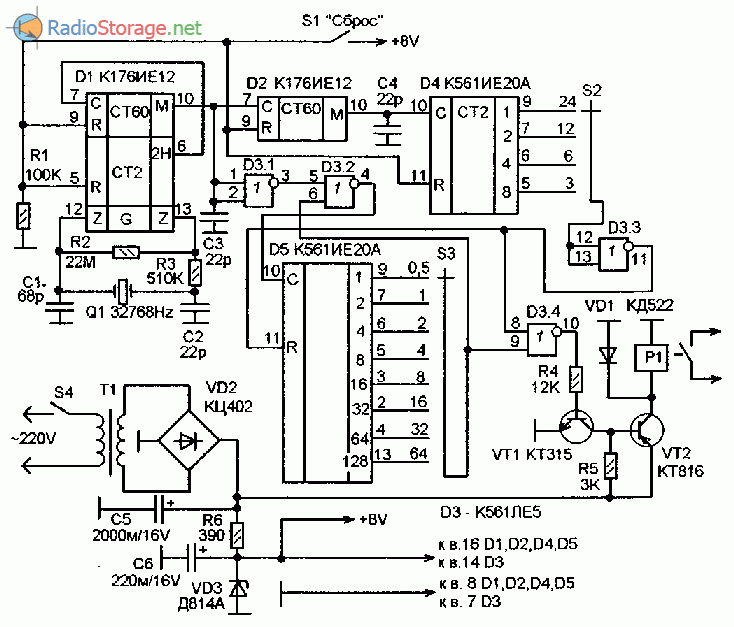 RadioStorage.net
S1 "Сброс"
+8V
D1 К176ИЕ12
D2 К176ИЕ12
C4
22p
D4 К561ИЕ20А
S2
7
C
CT60
M
10
9
R
2H
6
CT2
5
R
12
Z
G
Z
13
R1
100K
7
C
CT60
9
R
M
10
10
C
CT2
11
R
1
9
24
2
7
12
4
6
6
8
5
3
D3.1
1
2
1
3
D3.2
5
6
1
4
C3
22p
R2
22M
R3
510K
C1
68p
Q1 32768Hz
C2
22p
D5 К561ИЕ20А
S3
10
C
11
R
1
9
0,5
2
7
1
4
6
2
8
5
4
16
3
8
32
2
16
64
4
32
128
13
64
D3.3
12
13
1
11
D3.4
8
9
1
10
VD1
КД522
P1
R4
12K
VT1 КТ315
R5
3K
VT2
КТ816
S4
~220V
T1
VD2
КЦ402
C5
2000м/16V
R6
390
C6
220м/16V
VD3
Д814А
D3 - К561ЛЕ5
+8V
к в.16 D1,D2,D4,D5
к в.14 D3
к в. 8 D1,D2,D4,D5
к в. 7 D3